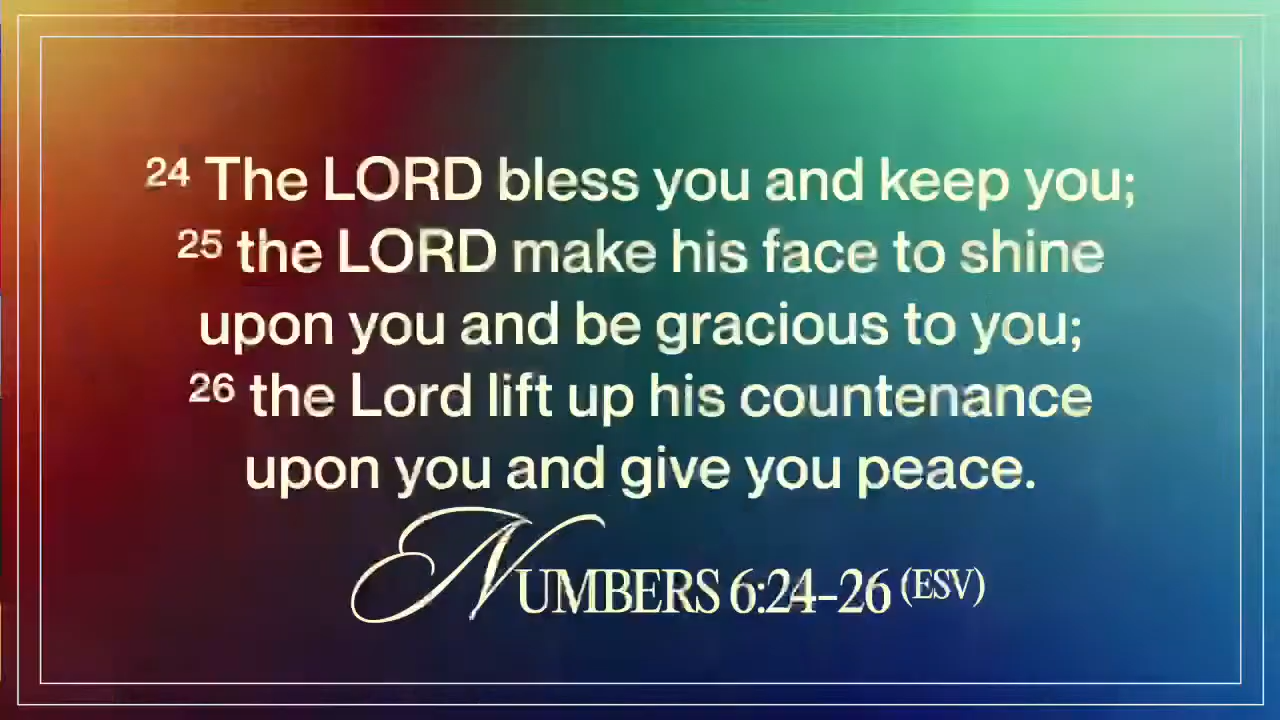 24 The LORD bless you and keep you;
25 the LORD make his face to shine
upon you and be gracious to you;
26 the Lord lift up his countenance
upon you and give you peace.
NUMBERS 6:24-26 (ESV)